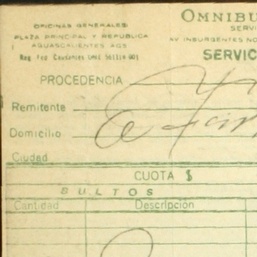 OFICINAS GENERALES
PLAZA PRINCIPAL Y REPUBLICA
AGUASCALIENTES AGS
OMNIBU
SERVI
AV INSURGENTES NO
SERVIC
PROCEDENCIA
Remitente
Domicilio
Ciudad
CUOTA $
BULTOS
Cantidad Descripción